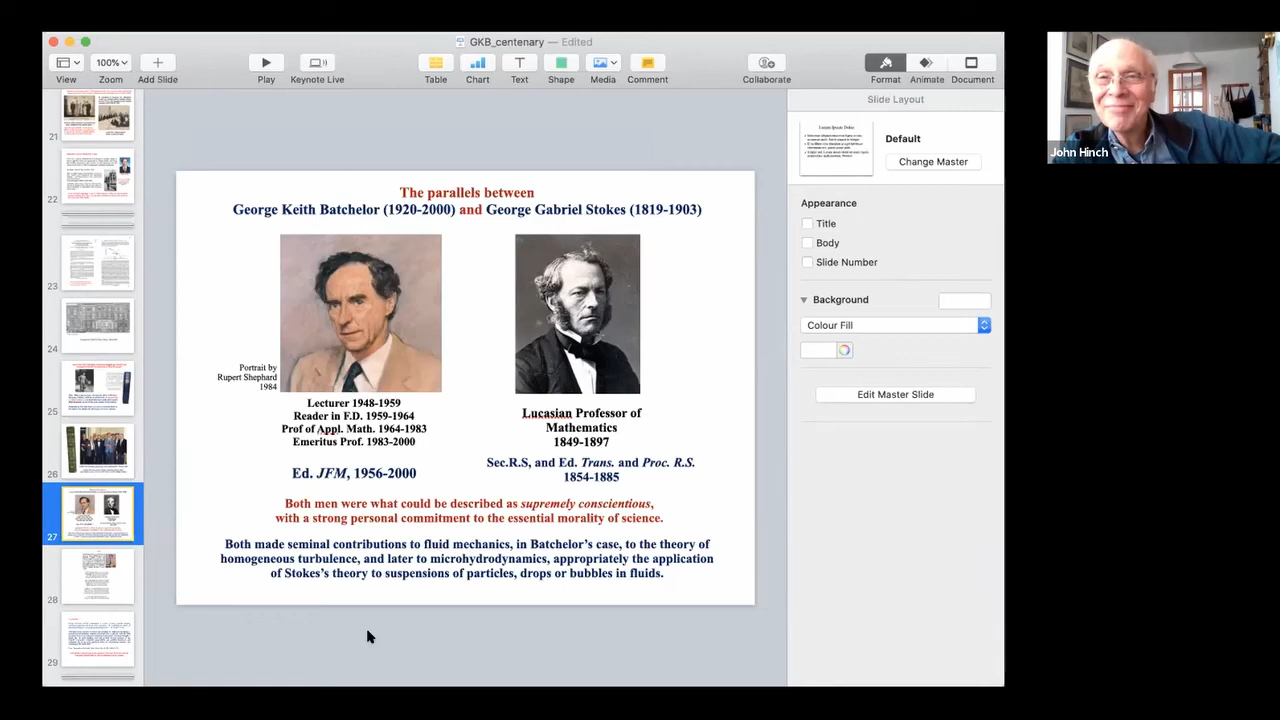 GKB_centenary — Edited
View
100%
Zoom
Add Slide
Play
Keynote Live
Table
Chart
Text
Shape
Media
Comment
Collaborate
Format
Animate
Document
21
22
23
24
25
26
27
28
29
The parallels between
George Keith Batchelor (1920-2000) and George Gabriel Stokes (1819-1903)
Portrait by
Rupert Shephard
1984
Lecturer 1948-1959
Reader in F.D. 1959-1964
Prof of Appl. Math. 1964-1983
Emeritus Prof. 1983-2000
Ed. JFM, 1956-2000
Lucasian Professor of
Mathematics
1849-1897
Sec.R.S, and Ed. Trans. and Proc. R.S.
1854-1885
Both men were what could be described as supremely conscientious,
with a strong personal commitment to the essential morality of science.
Both made seminal contributions to fluid mechanics, in Batchelor's case, to the theory of
homogeneous turbulence, and later to microhydrodynamics, appropriately the application
of Stokes's theory to suspensions of particles, drops or bubbles in fluids.
Slide Layout
Default
Change Master
Appearance
Title
Body
Slide Number
Background
Colour Fill
Edit Master Slide
John Hinch